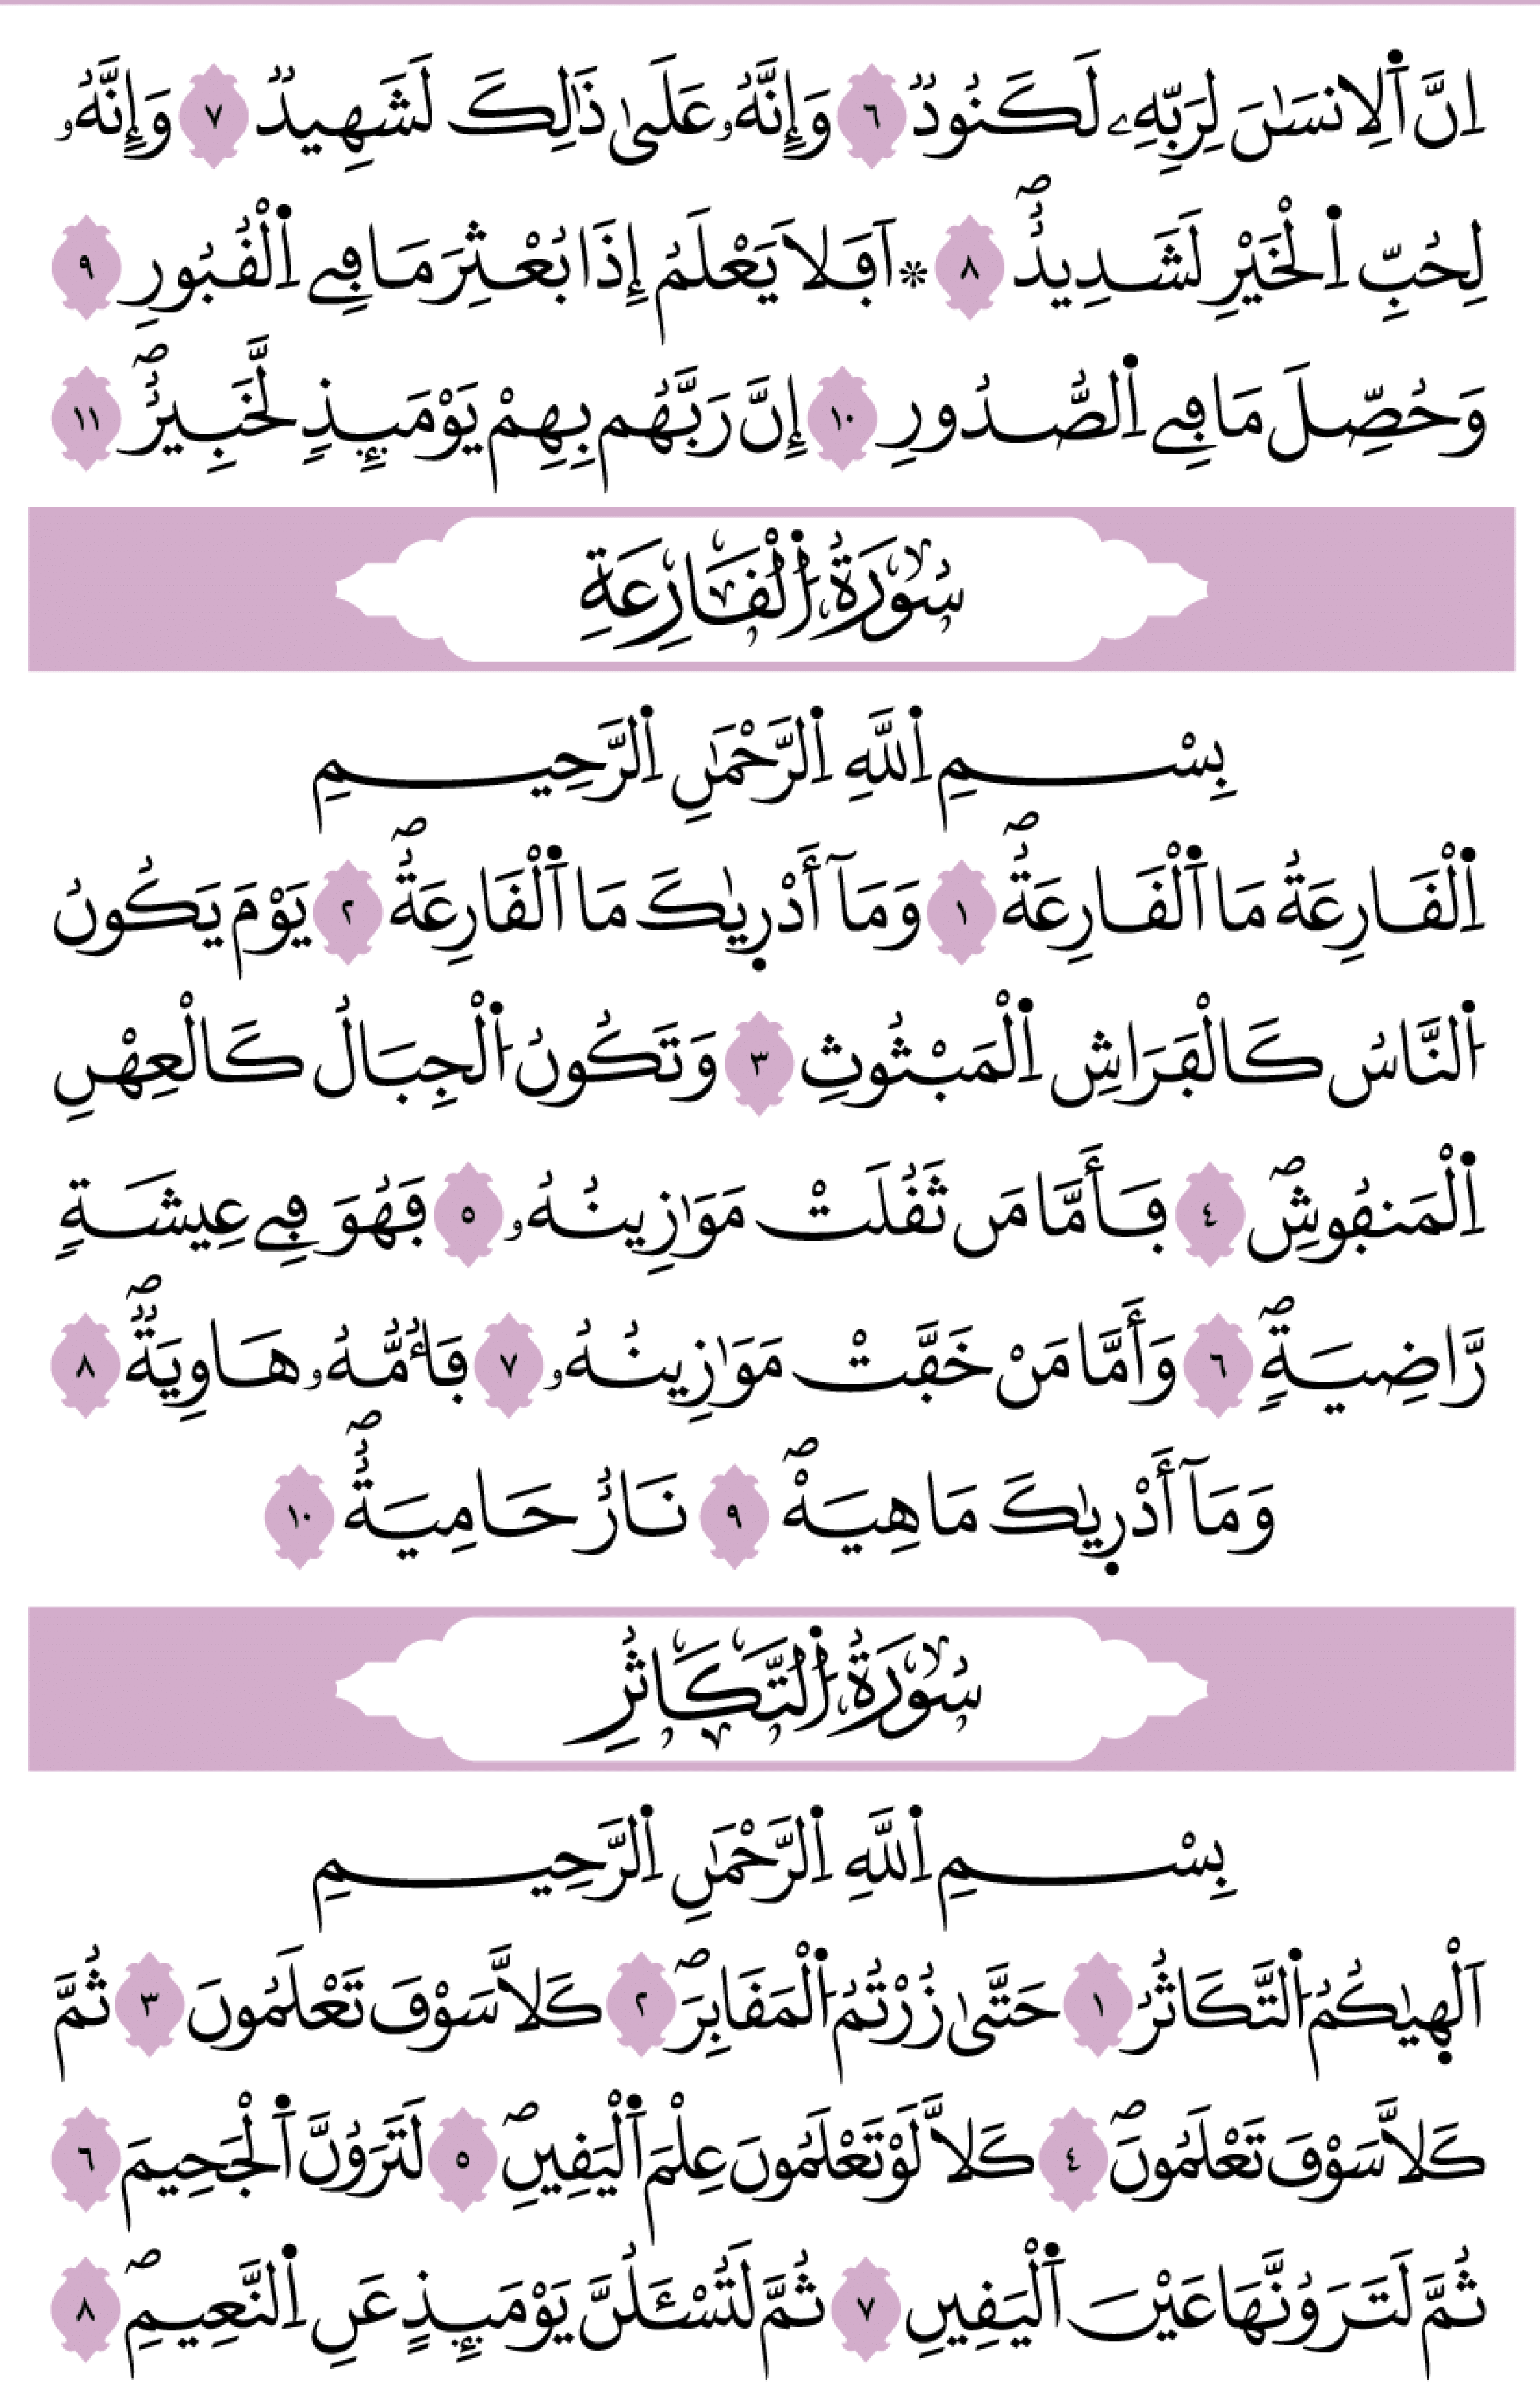 اِنَّ اَ۬لِانسَٰنَ لِرَبِّهِۦ لَكَنُودٞ ٦ وَإِنَّهُۥ عَلَىٰ ذَٰلِكَ لَشَهِيدٞ ٧ وَإِنَّهُۥ
لِحُبِّ اِ۬لْخَيْرِ لَشَدِيدٌۖ ٨ ۞ اَفَلَا يَعْلَمُ إِذَا بُعْثِرَ مَا فِے اِ۬لْقُبُورِ ٩
وَحُصِّلَ مَا فِے اِ۬لصُّدُورِ ١٠ إِنَّ رَبَّهُم بِهِمْ يَوْمَئِذٖ لَّخَبِيرٌۖ ١١
سُورَةُ اُ۬لْقَارِعَةِ
بِسْمِ اِ۬للَّهِ اِ۬لرَّحْمَٰنِ اِ۬لرَّحِيمِ
اِ۬لْقَارِعَةُ مَا اَ۬لْقَارِعَةُۖ ١ وَمَآ أَدْر۪يٰكَ مَا اَ۬لْقَارِعَةُۖ ٢ يَوْمَ يَكُونُ
اُ۬لنَّاسُ كَالْفَرَاشِ اِ۬لْمَبْثُوثِ ٣ وَتَكُونُ اُ۬لْجِبَالُ كَالْعِهْنِ
اِ۬لْمَنفُوشِۖ ٤ فَأَمَّا مَن ثَقُلَتْ مَوَٰزِينُهُۥ ٥ فَهُوَ فِے عِيشَةٖ
رَّاضِيَةٖۖ ٦ وَأَمَّا مَنْ خَفَّتْ مَوَٰزِينُهُۥ ٧ فَأُمُّهُۥ هَاوِيَةٞۖ ٨
وَمَآ أَدْر۪يٰكَ مَا هِيَهْۖ ٩ نَارٌ حَامِيَةٌۖ ١٠
سُورَةُ اُ۬لتَّكَاثُرِ
بِسْمِ اِ۬للَّهِ اِ۬لرَّحْمَٰنِ اِ۬لرَّحِيمِ
اَلْه۪يٰكُمُ اُ۬لتَّكَاثُرُ ١ حَتَّىٰ زُرْتُمُ اُ۬لْمَقَابِرَۖ ٢ كَلَّا سَوْفَ تَعْلَمُونَ ٣ ثُمَّ
كَلَّا سَوْفَ تَعْلَمُونَۖ ٤ كَلَّا لَوْ تَعْلَمُونَ عِلْمَ اَ۬لْيَقِينِۖ ٥ لَتَرَوُنَّ اَ۬لْجَحِيمَ ٦
ثُمَّ لَتَرَوُنَّهَا عَيْنَ اَ۬لْيَقِينِ ٧ ثُمَّ لَتُسْـَٔلُنَّ يَوْمَئِذٍ عَنِ اِ۬لنَّعِيمِۖ ٨